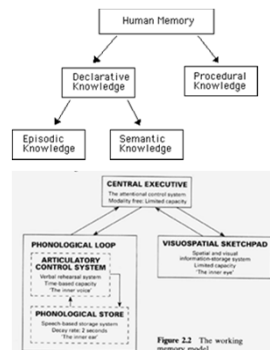 Human Memory
Declarative
Knowledge
Procedural
Knowledge
Episodic
Knowledge
Semantic
Knowledge
CENTRAL EXECUTIVE
The attentional control system
Modality free: Limited capacity
PHONOLOGICAL LOOP
ARTICULATORY
CONTROL SYSTEM
Verbal rehearsal system
Time-based capacity
'The inner voice'
PHONOLOGICAL STORE
Speech based storage system
Decay rate: 2 seconds
'The inner ear'
VISUOSPATIAL SKETCHPAD
Spatial and visual
information-storage system
Limited capacity
'The inner eye'
Figure 2.2 The working
memory model